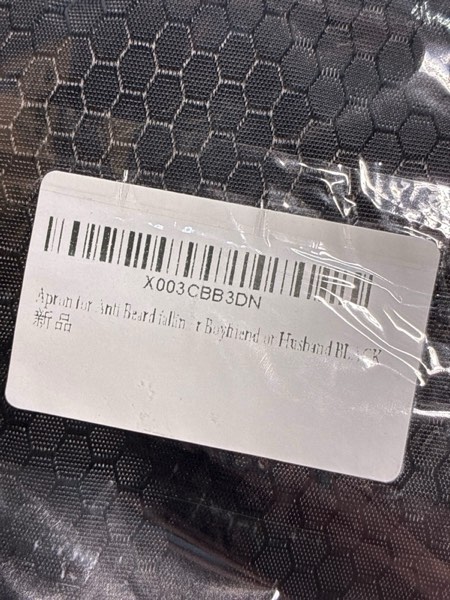 X003CBB3DN
Apron for Anti Beard Boyfriend or Husband
新品